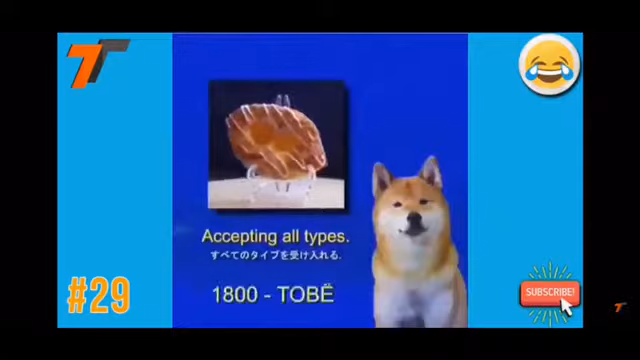 Accepting all types.
すべてのタイプを受け入れる.
1800 - TOBË
#29
SUBSCRIBE!